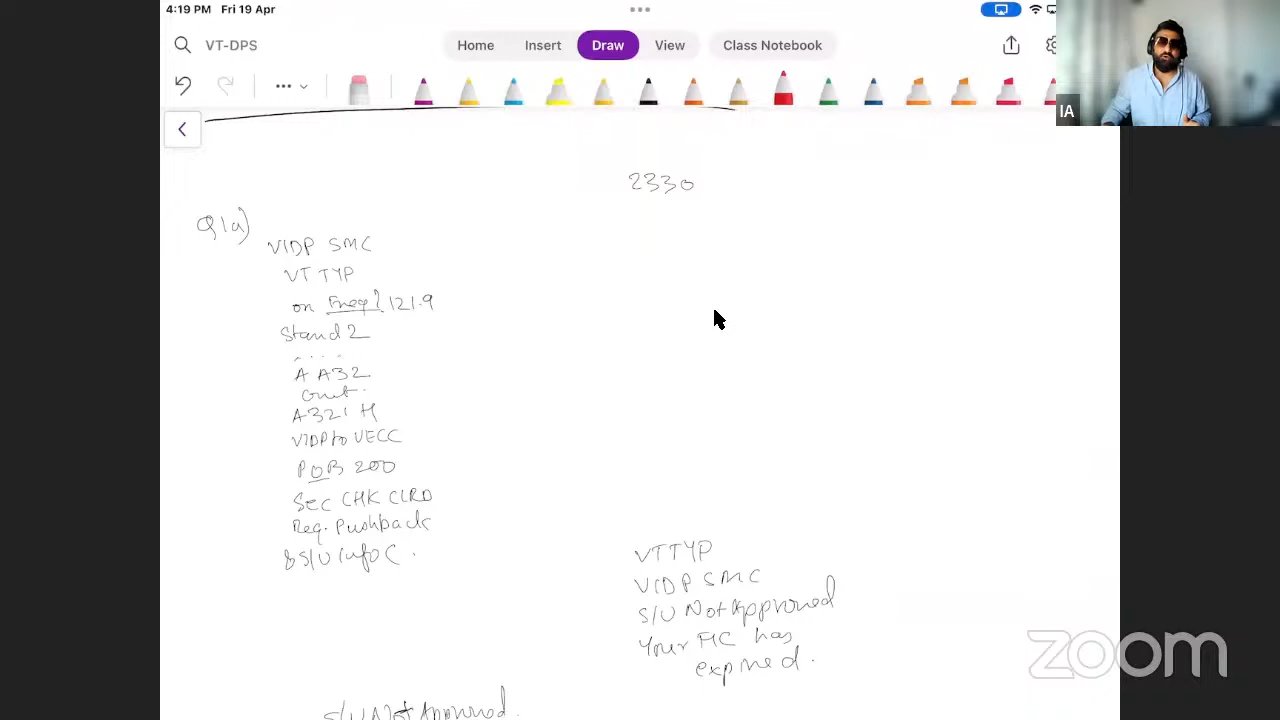 4:19 PM Fri 19 Apr
VT-DPS
Home Insert Draw View Class Notebook
IA
2330
Q1a)
VIDP SMC
VT TYP
on Freq? 121.9
Stand 2
A A32
A321 H
VIDP to VECC
POB 200
SEC CHK CLRD
Req. Pushback
& S/U info C.
VTTYP
VIDP SMC
S/U Not Approved
Your FIC has
expired.
S/U Not Approved.
zoom